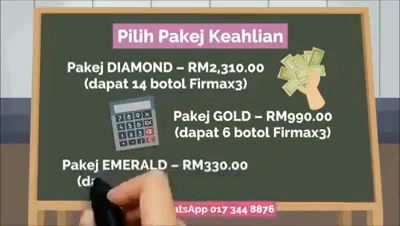 Pilih Pakej Keahlian
Pakej DIAMOND – RM2,310.00
(dapat 14 botol Firmax3)
Pakej GOLD – RM990.00
(dapat 6 botol Firmax3)
Pakej EMERALD – RM330.00
017 344 8876